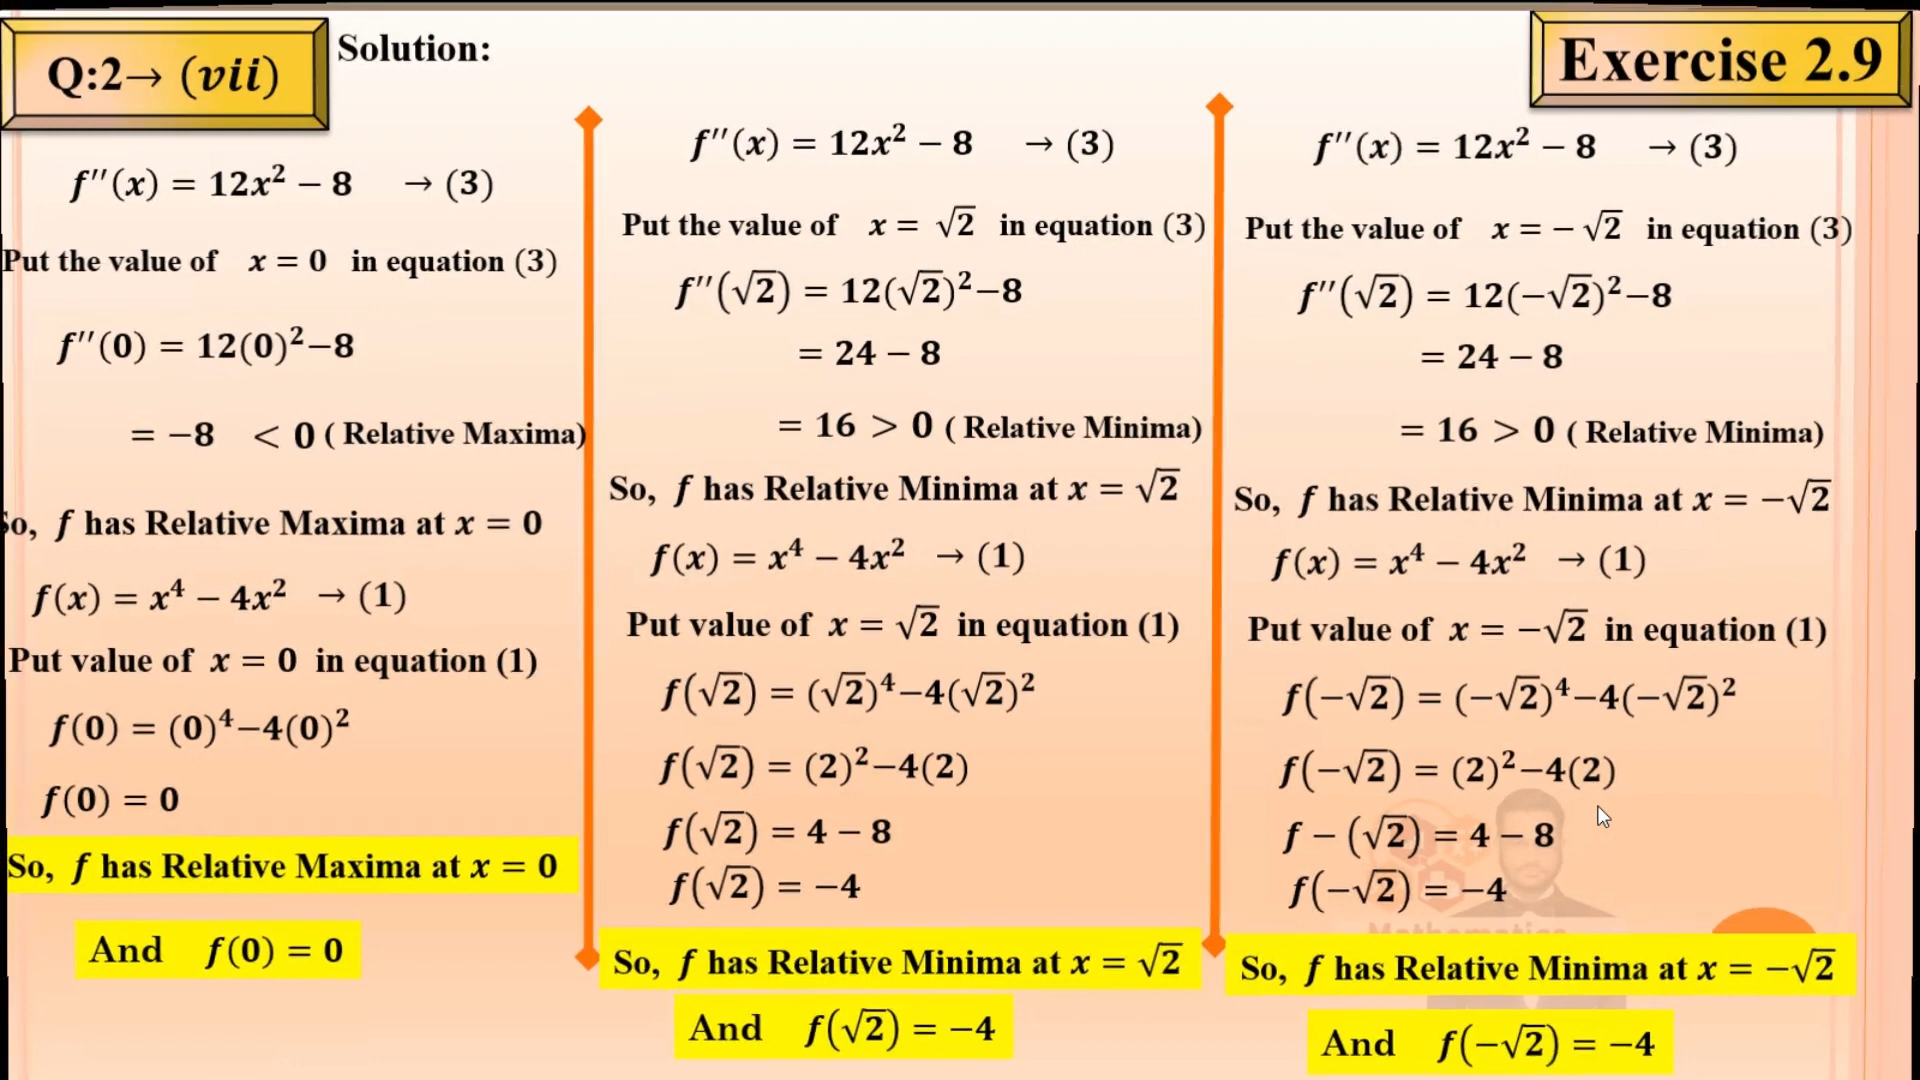 Q:2→ (vii)
Solution:
Exercise 2.9
f′′(x) = 12x² − 8 → (3)
Put the value of x = 0 in equation (3)
f′′(0) = 12(0)²−8
= −8 < 0 ( Relative Maxima)
So, f has Relative Maxima at x = 0
f(x) = x⁴ − 4x² → (1)
Put value of x = 0 in equation (1)
f(0) = (0)⁴−4(0)²
f(0) = 0
So, f has Relative Maxima at x = 0
And f(0) = 0
f′′(x) = 12x² − 8 → (3)
Put the value of x = √2 in equation (3)
f′′(√2) = 12(√2)²−8
= 24 − 8
= 16 > 0 ( Relative Minima)
So, f has Relative Minima at x = √2
f(x) = x⁴ − 4x² → (1)
Put value of x = √2 in equation (1)
f(√2) = (√2)⁴−4(√2)²
f(√2) = (2)²−4(2)
f(√2) = 4 − 8
f(√2) = −4
So, f has Relative Minima at x = √2
And f(√2) = −4
f′′(x) = 12x² − 8 → (3)
Put the value of x = − √2 in equation (3)
f′′(√2) = 12(−√2)²−8
= 24 − 8
= 16 > 0 ( Relative Minima)
So, f has Relative Minima at x = −√2
f(x) = x⁴ − 4x² → (1)
Put value of x = −√2 in equation (1)
f(−√2) = (−√2)⁴−4(−√2)²
f(−√2) = (2)²−4(2)
f − (√2) = 4 − 8
f(−√2) = −4
Mathematics
So, f has Relative Minima at x = −√2
And f(−√2) = −4